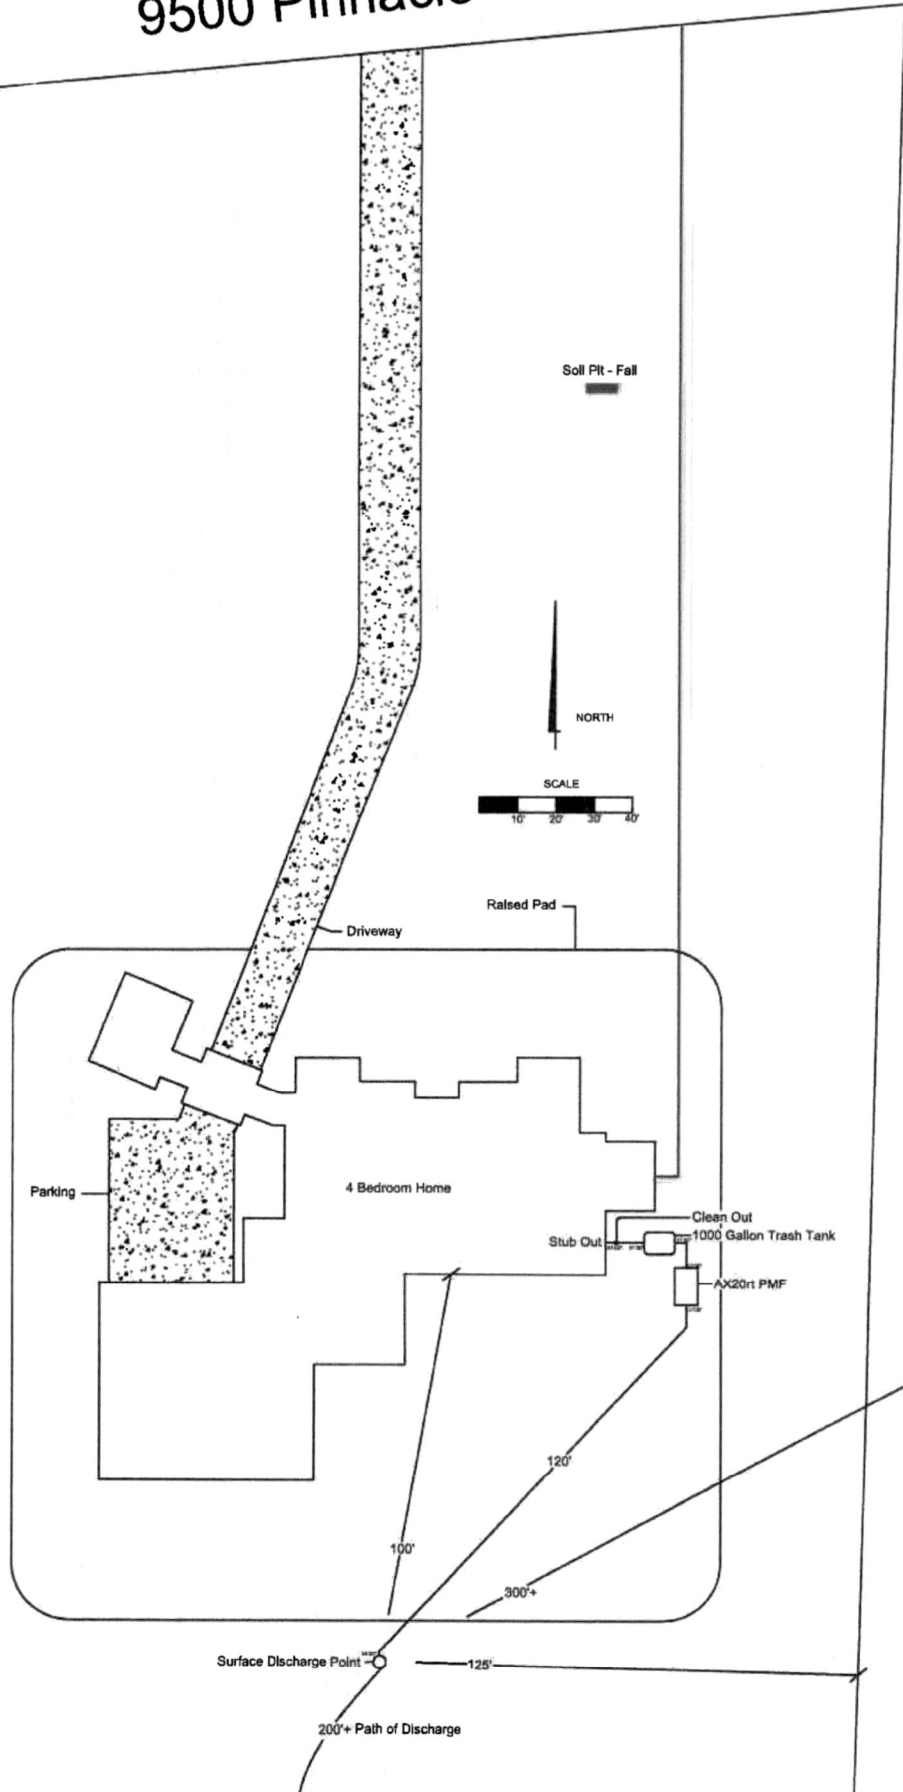 9500 Pinnacle
Soil Pit - Fail
NORTH
SCALE
10' 20' 30' 40'
Raised Pad
Driveway
Parking
4 Bedroom Home
Clean Out
Stub Out
1000 Gallon Trash Tank
AX20rt PMF
120'
100'
300'+
Surface Discharge Point
125'
200'+ Path of Discharge